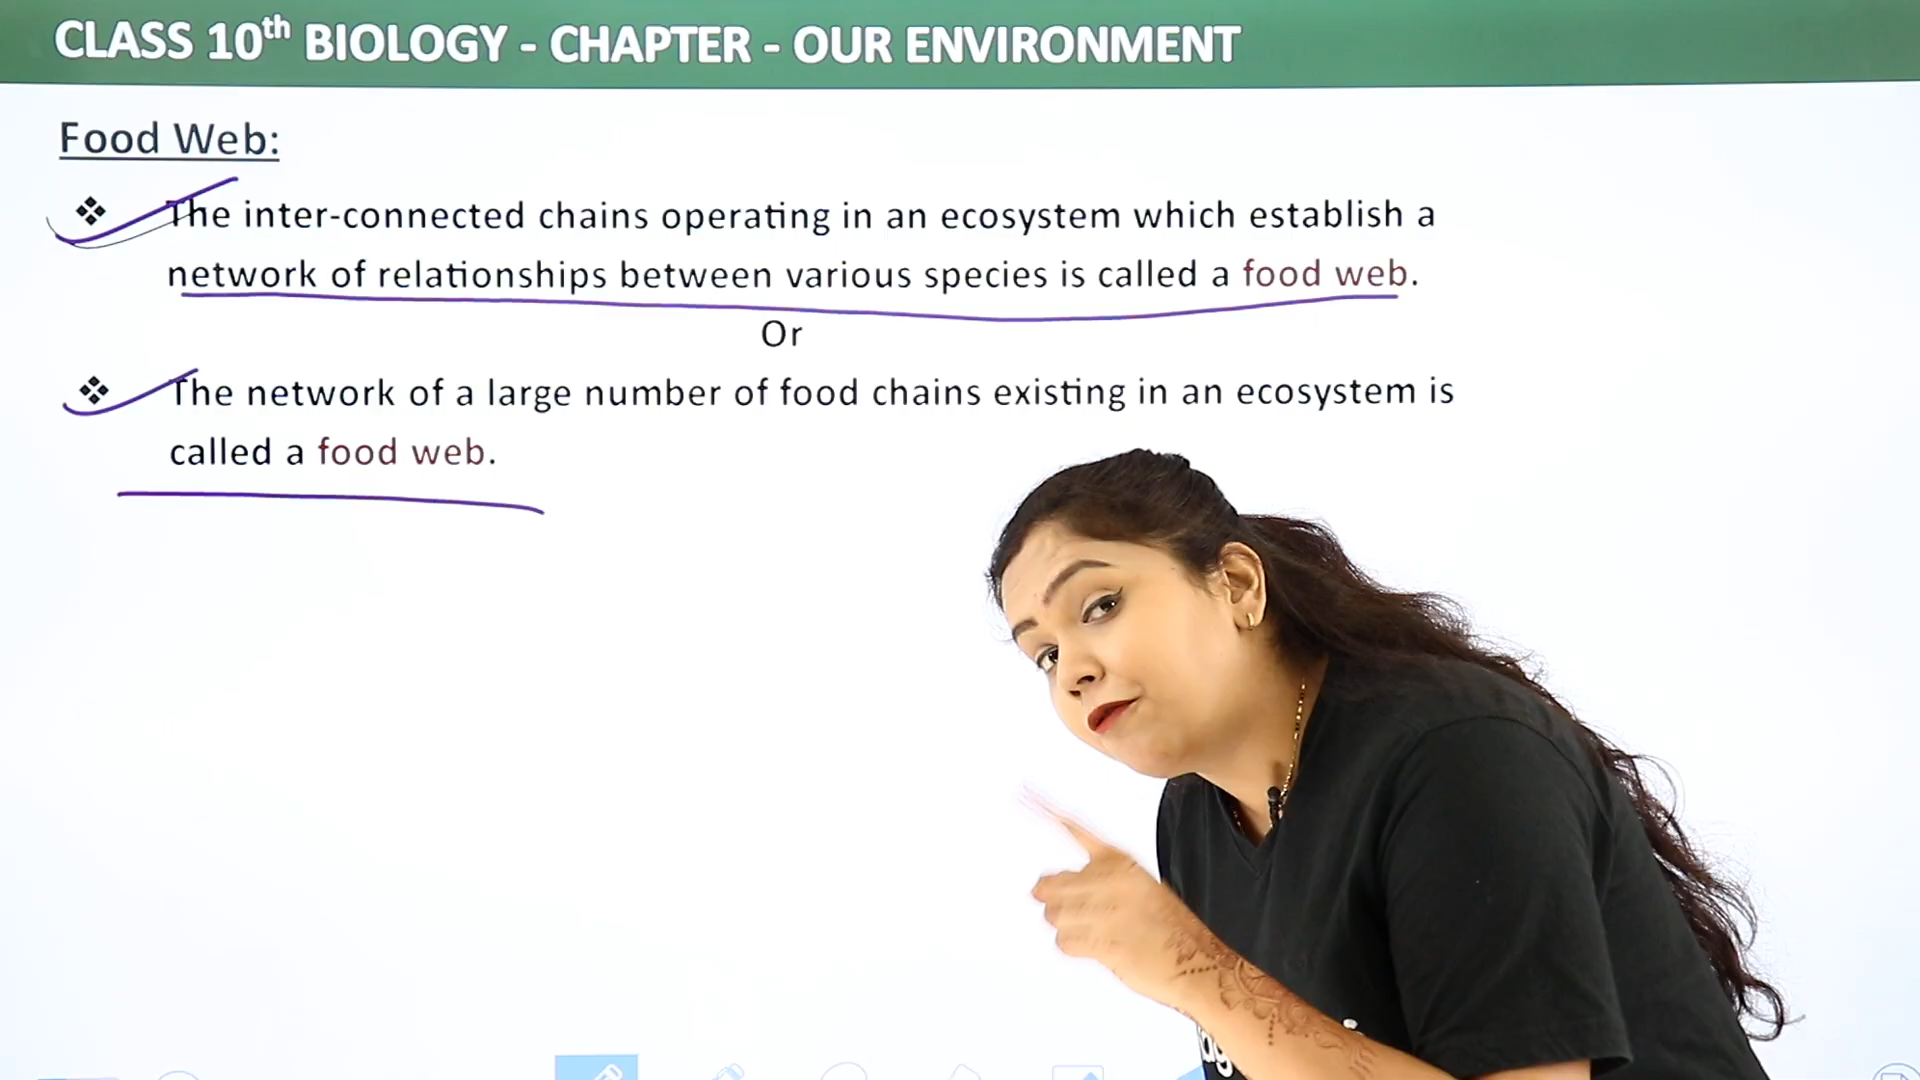 CLASS 10th BIOLOGY - CHAPTER - OUR ENVIRONMENT
Food Web:
❖ The inter-connected chains operating in an ecosystem which establish a
network of relationships between various species is called a food web.
Or
❖ The network of a large number of food chains existing in an ecosystem is
called a food web.